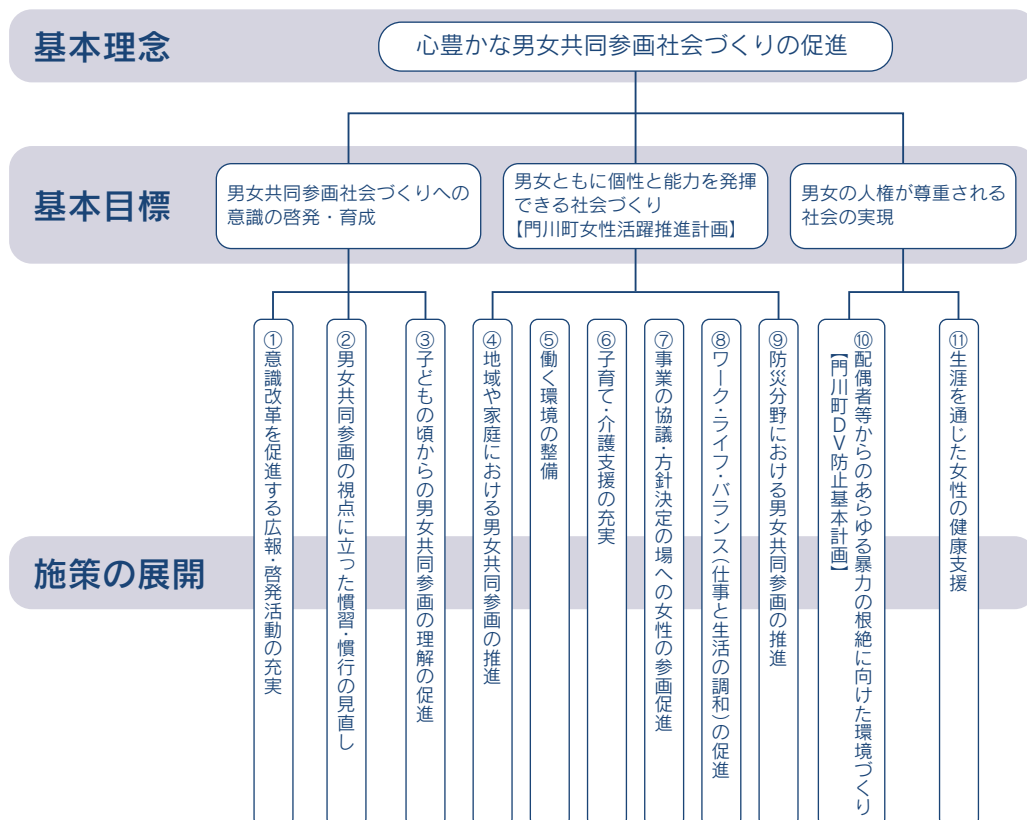 基本理念
心豊かな男女共同参画社会づくりの促進
基本目標
男女共同参画社会づくりへの
意識の啓発・育成
男女ともに個性と能力を発揮
できる社会づくり
【門川町女性活躍推進計画】
男女の人権が尊重される
社会の実現
施策の展開
①意識改革を促進する広報・啓発活動の充実
②男女共同参画の視点に立った慣習・慣行の見直し
③子どもの頃からの男女共同参画の理解の促進
④地域や家庭における男女共同参画の推進
⑤働く環境の整備
⑥子育て・介護支援の充実
⑦事業の協議・方針決定の場への女性の参画促進
⑧ワーク・ライフ・バランス(仕事と生活の調和)の促進
⑨防災分野における男女共同参画の推進
⑩配偶者等からのあらゆる暴力の根絶に向けた環境づくり
【門川町DV防止基本計画】
⑪生涯を通じた女性の健康支援